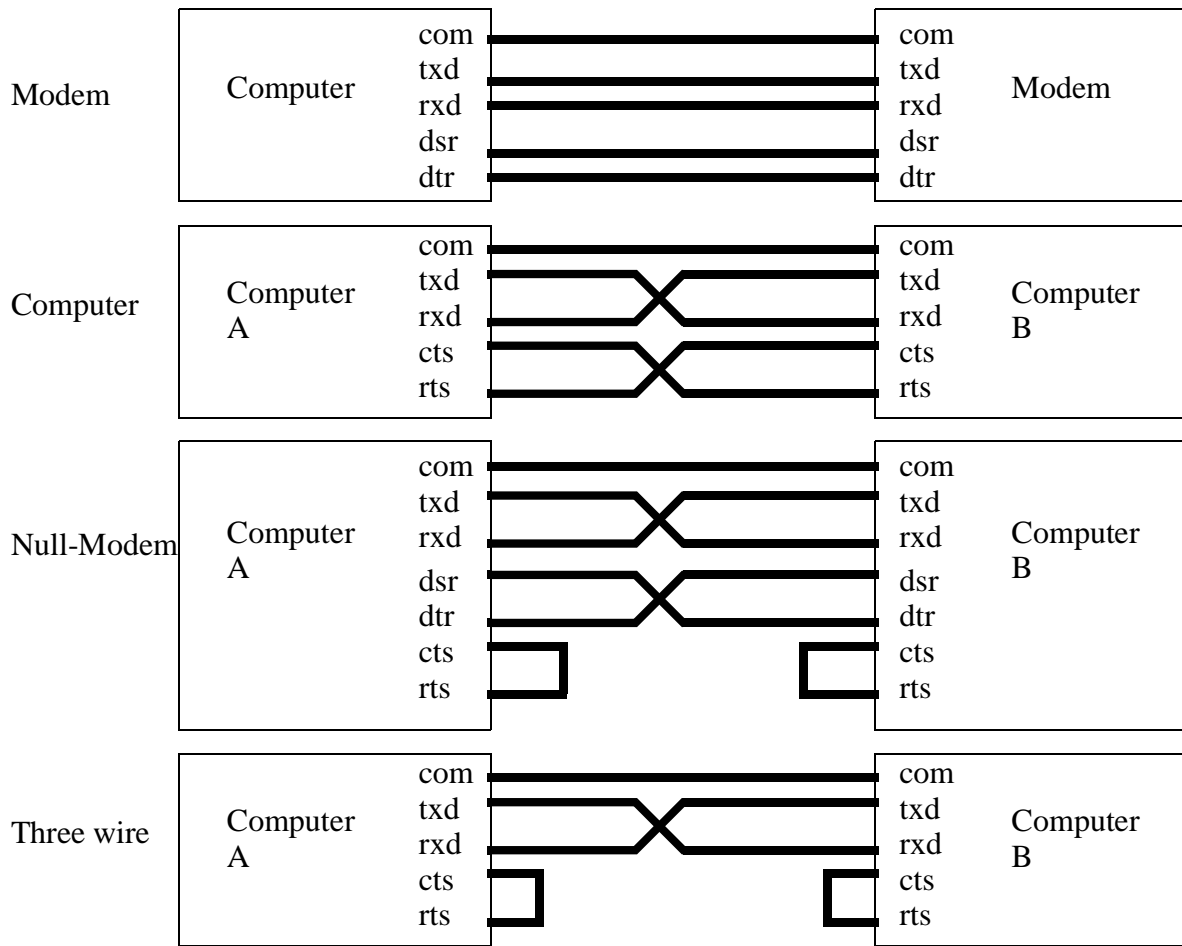 Modem
Computer
com
txd
rxd
dsr
dtr
com
txd
rxd
dsr
dtr
Modem
Computer
Computer
A
com
txd
rxd
cts
rts
com
txd
rxd
cts
rts
Computer
B
Null-Modem
Computer
A
com
txd
rxd
dsr
dtr
cts
rts
com
txd
rxd
dsr
dtr
cts
rts
Computer
B
Three wire
Computer
A
com
txd
rxd
cts
rts
com
txd
rxd
cts
rts
Computer
B